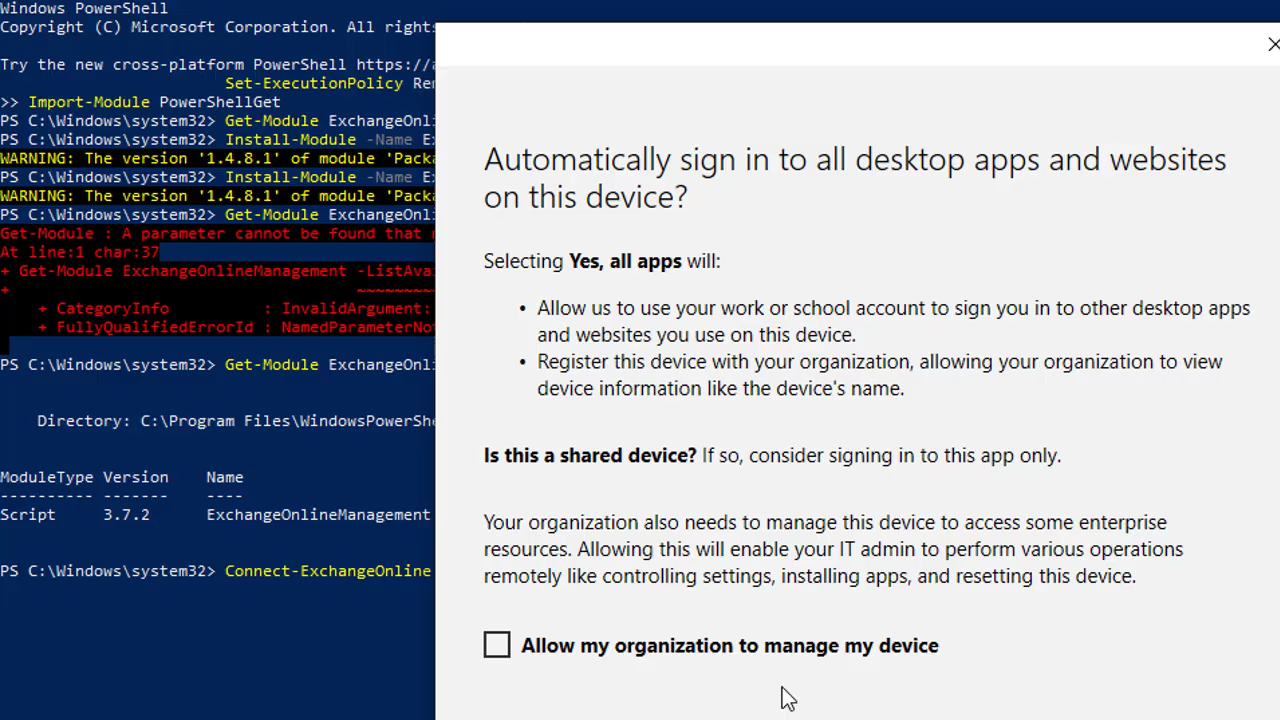 Windows PowerShell
Copyright (C) Microsoft Corporation. All right
Try the new cross-platform PowerShell https://
Set-ExecutionPolicy Rem
>> Import-Module PowerShellGet
PS C:\Windows\system32> Get-Module ExchangeOnl
PS C:\Windows\system32> Install-Module -Name E
WARNING: The version '1.4.8.1' of module 'Pack
PS C:\Windows\system32> Install-Module -Name E
WARNING: The version '1.4.8.1' of module 'Pack
PS C:\Windows\system32> Get-Module ExchangeOnl
Get-Module : A parameter cannot be found that
At line:1 char:37
+ Get-Module ExchangeOnlineManagement -ListAva
+ ~~~~~~~~
+ CategoryInfo : InvalidArgument:
+ FullyQualifiedErrorId : NamedParameterNo
PS C:\Windows\system32> Get-Module ExchangeOnl
Directory: C:\Program Files\WindowsPowerShe
ModuleType Version Name
---------- ------- ----
Script 3.7.2 ExchangeOnlineManagement
PS C:\Windows\system32> Connect-ExchangeOnline
Automatically sign in to all desktop apps and websites
on this device?
Selecting Yes, all apps will:
• Allow us to use your work or school account to sign you in to other desktop apps
and websites you use on this device.
• Register this device with your organization, allowing your organization to view
device information like the device's name.
Is this a shared device? If so, consider signing in to this app only.
Your organization also needs to manage this device to access some enterprise
resources. Allowing this will enable your IT admin to perform various operations
remotely like controlling settings, installing apps, and resetting this device.
Allow my organization to manage my device